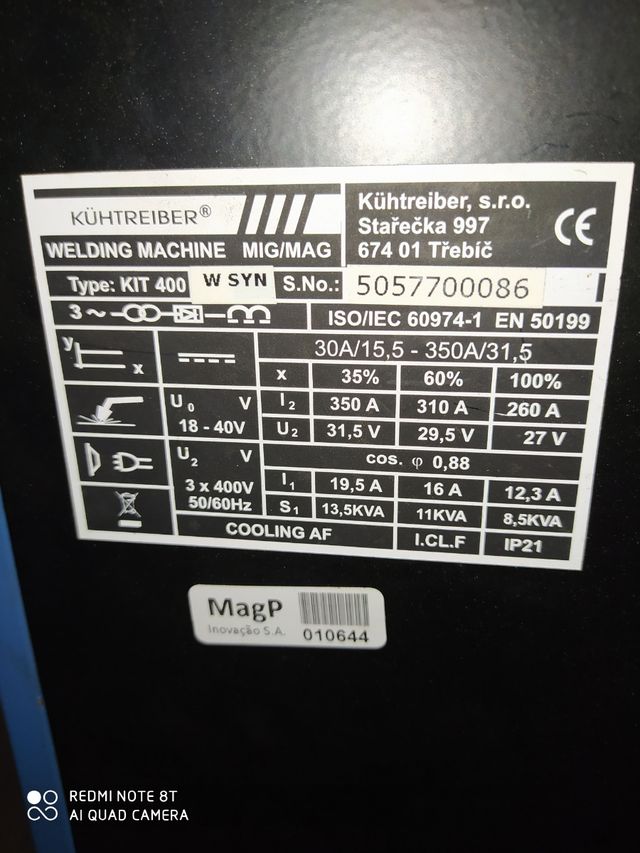 KÜHTREIBER®
Kühtreiber, s.r.o.
Stařečka 997
674 01 Třebíč
CE
WELDING MACHINE MIG/MAG
Type: KIT 400 W SYN S.No.: 5057700086
3 ~ ISO/IEC 60974-1 EN 50199
y x
30A/15,5 - 350A/31,5
x 35% 60% 100%
U0 V 18 - 40V
I2 350 A 310 A 260 A
U2 31,5 V 29,5 V 27 V
U2 V
3 x 400V
50/60Hz
cos. φ 0,88
I1 19,5 A 16 A 12,3 A
S1 13,5KVA 11KVA 8,5KVA
COOLING AF I.CL.F IP21
MagP
Inovação S.A. 010644
REDMI NOTE 8T
AI QUAD CAMERA